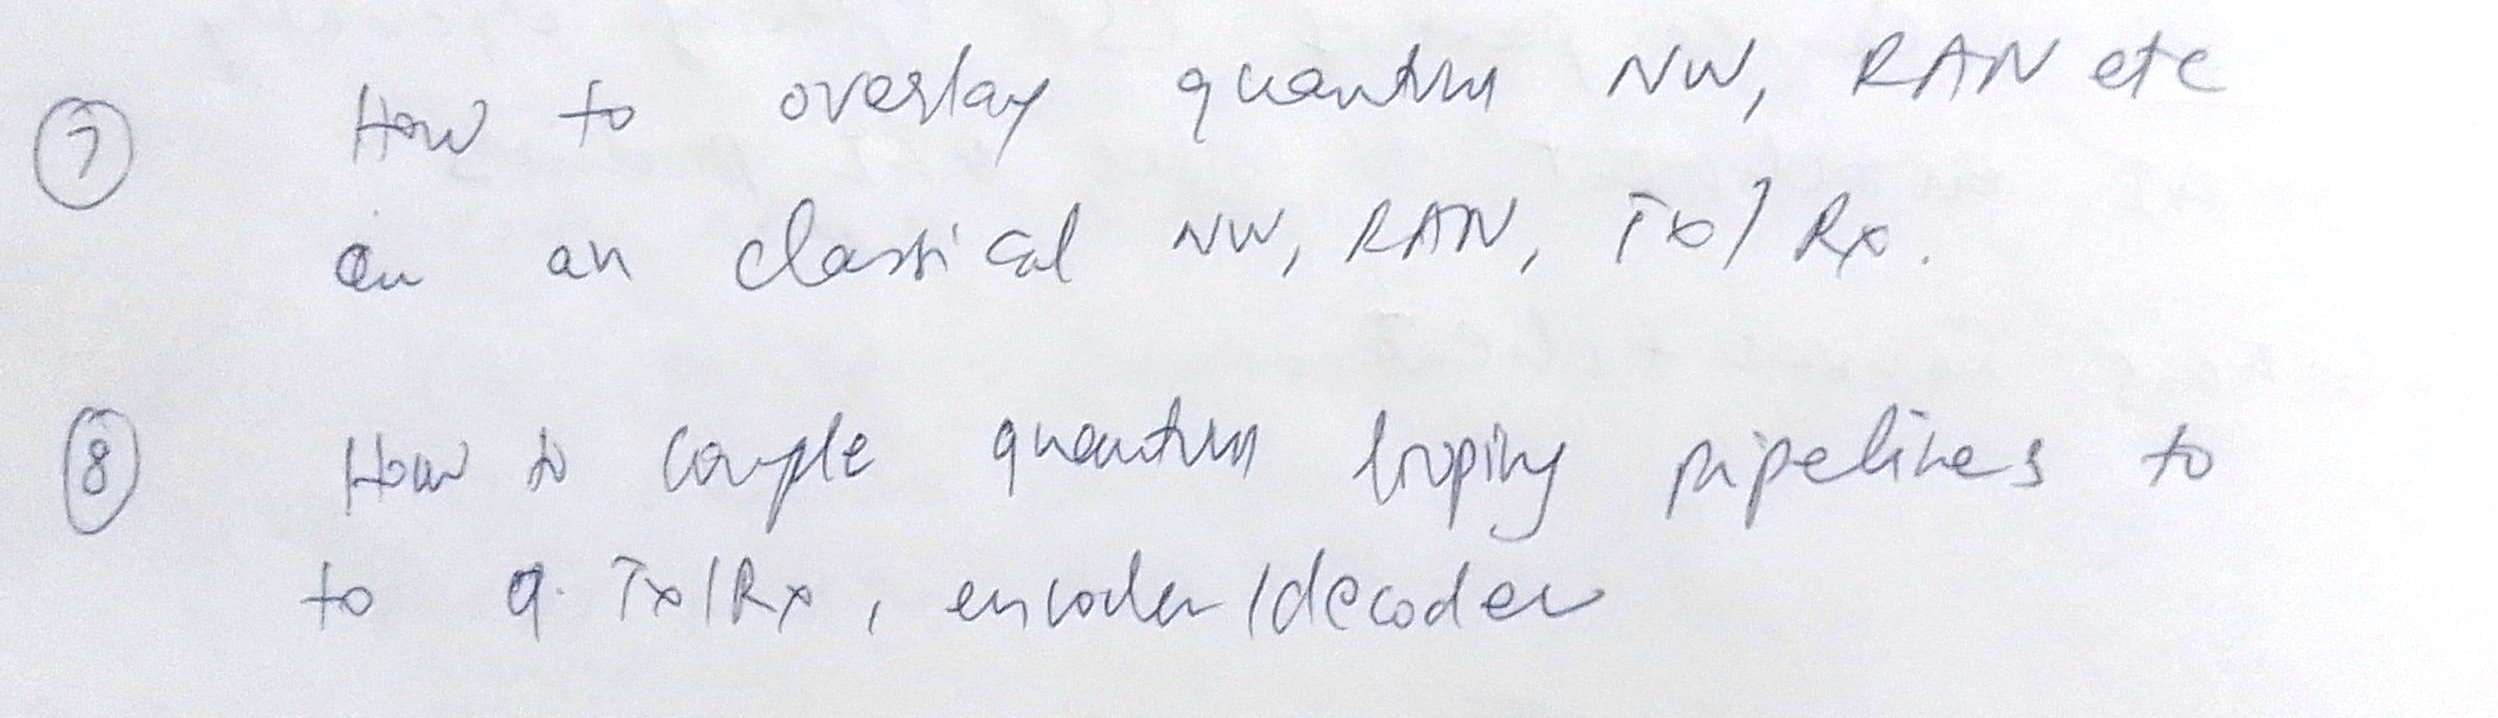 ⑦ How to overlay quantum NW, RAN etc
on an classical NW, RAN, Tx/Rx.
⑧ How to couple quantum looping pipelines to
to q. Tx/Rx, encoder/decoder